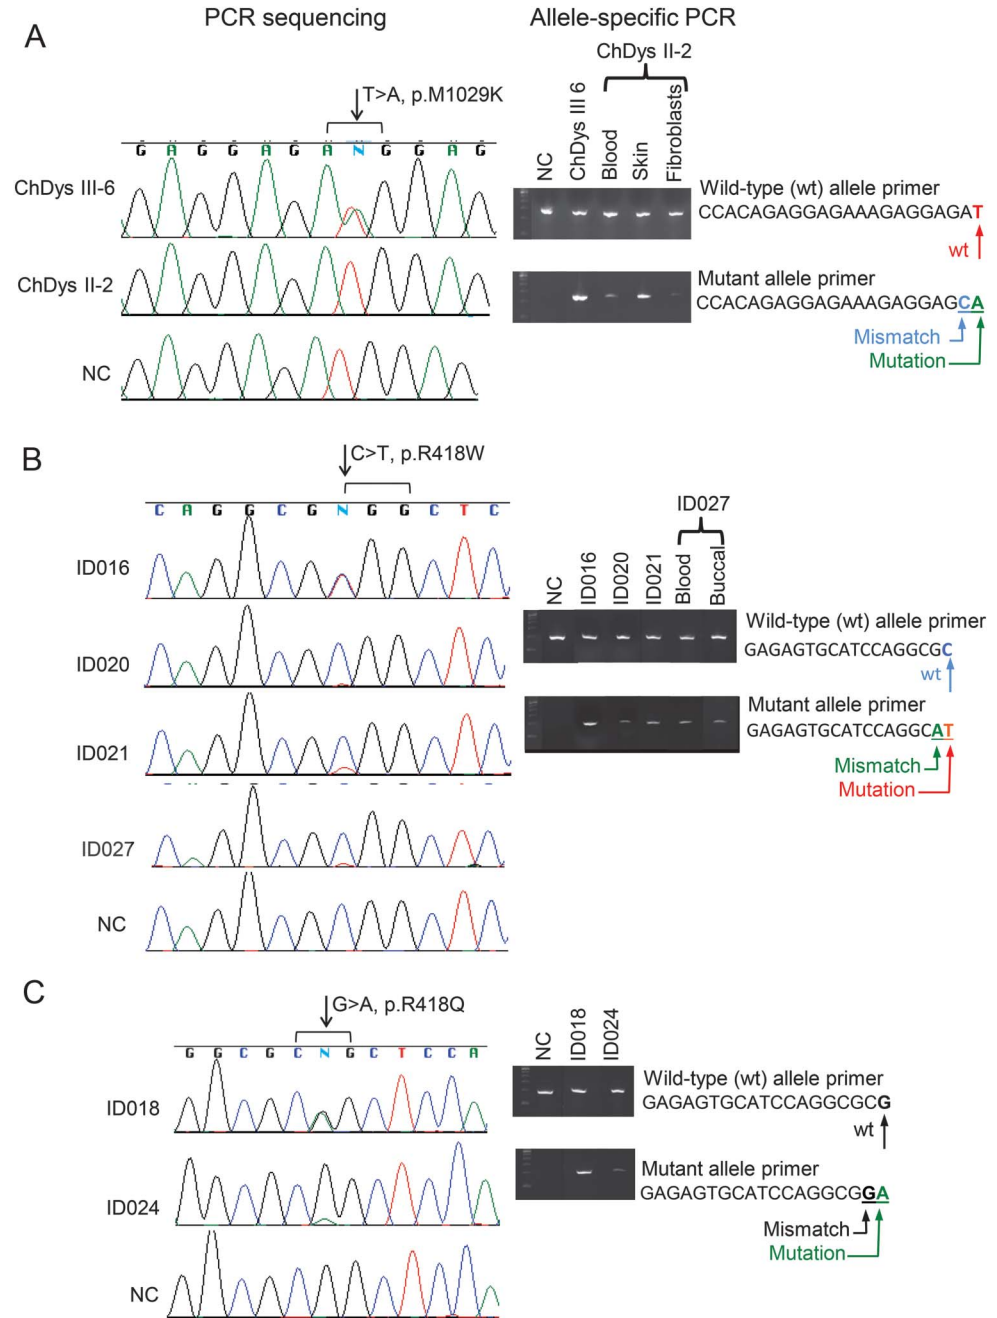 PCR sequencing
Allele-specific PCR
A
T>A, p.M1029K
G A G G A G A N G G A G
ChDys III-6
ChDys II-2
NC
ChDys II-2
NC
ChDys III 6
Blood
Skin
Fibroblasts
Wild-type (wt) allele primer
CCACAGAGGAGAAAGAGGAGAT
wt
Mutant allele primer
CCACAGAGGAGAAAGAGGAGCA
Mismatch
Mutation
B
C>T, p.R418W
C A G G C G N G G C T C
ID016
ID020
ID021
ID027
NC
ID027
NC
ID016
ID020
ID021
Blood
Buccal
Wild-type (wt) allele primer
GAGAGTGCATCCAGGCGC
wt
Mutant allele primer
GAGAGTGCATCCAGGCAT
Mismatch
Mutation
C
G>A, p.R418Q
G G C G C N G C T C C A
ID018
ID024
NC
NC
ID018
ID024
Wild-type (wt) allele primer
GAGAGTGCATCCAGGCGCG
wt
Mutant allele primer
GAGAGTGCATCCAGGCGGA
Mismatch
Mutation